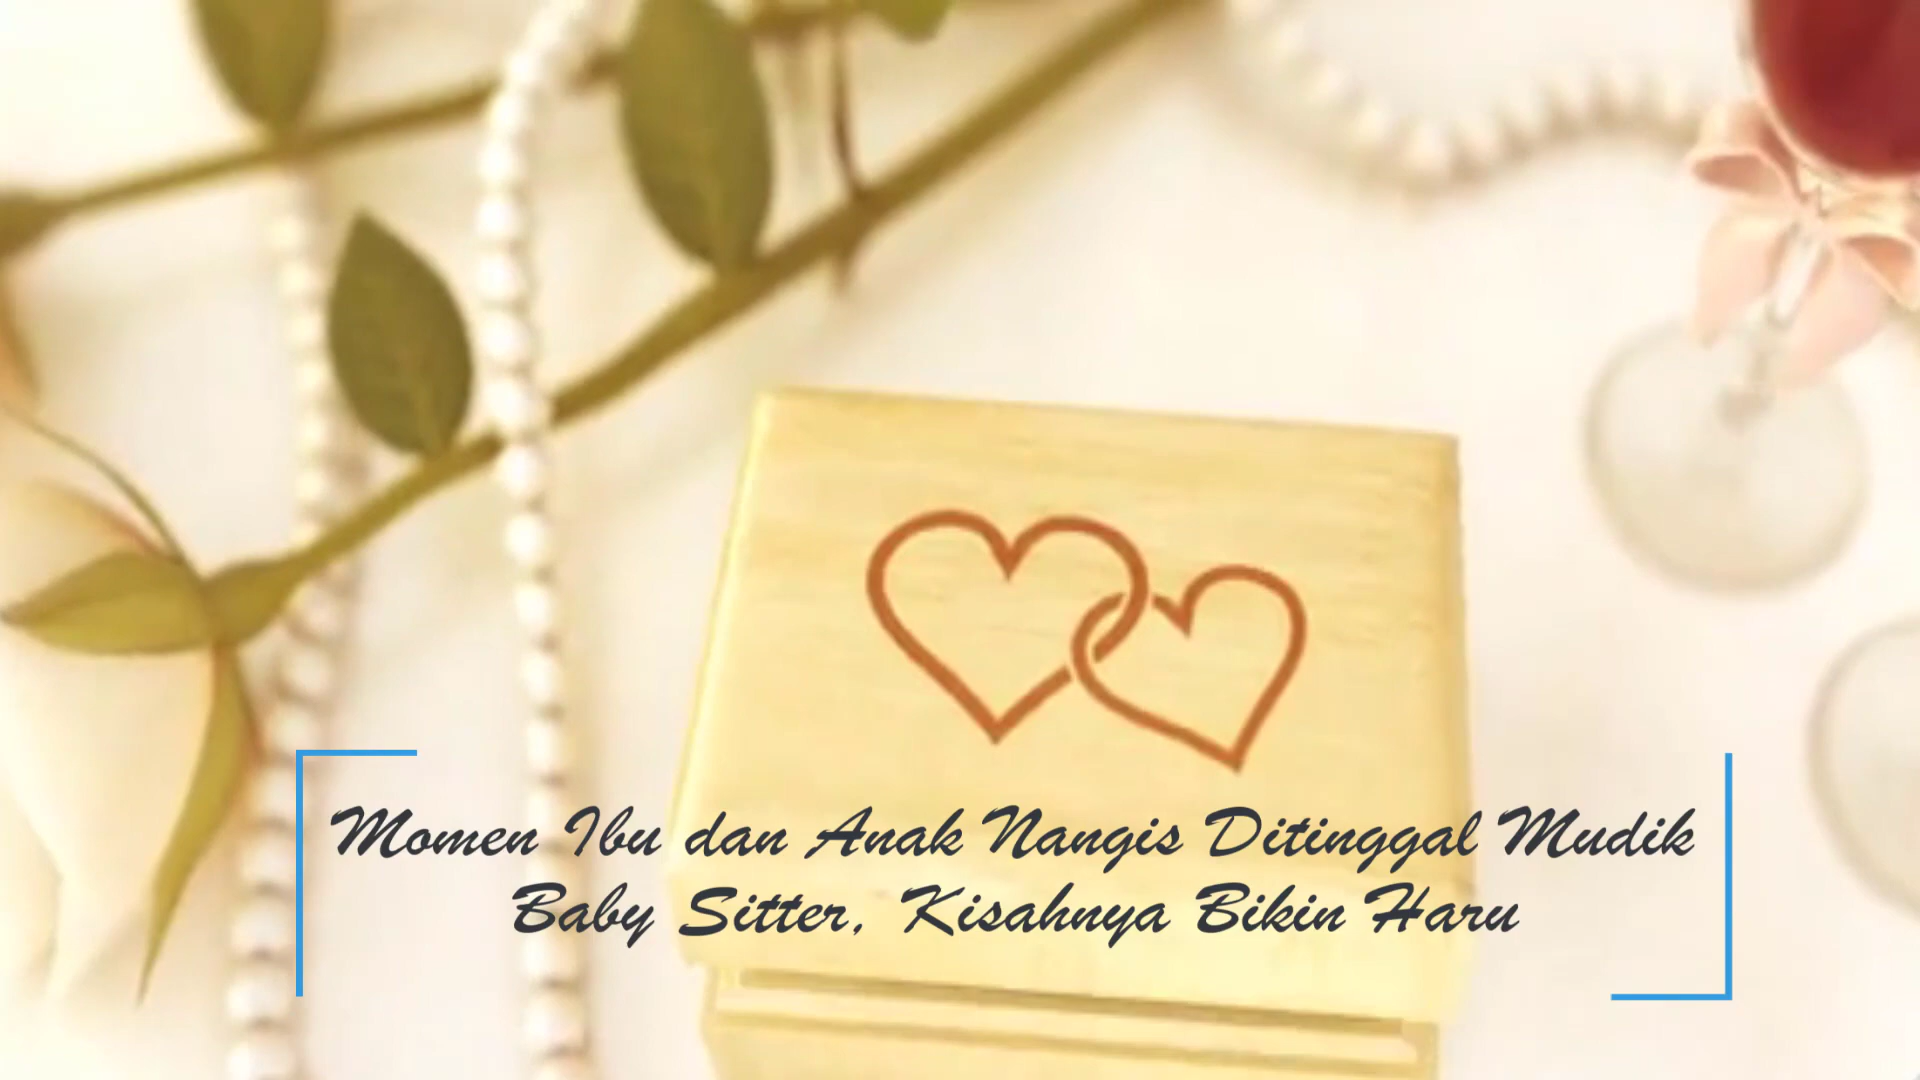 Momen Ibu dan Anak Nangis Ditinggal Mudik
Baby Sitter, Kisahnya Bikin Haru